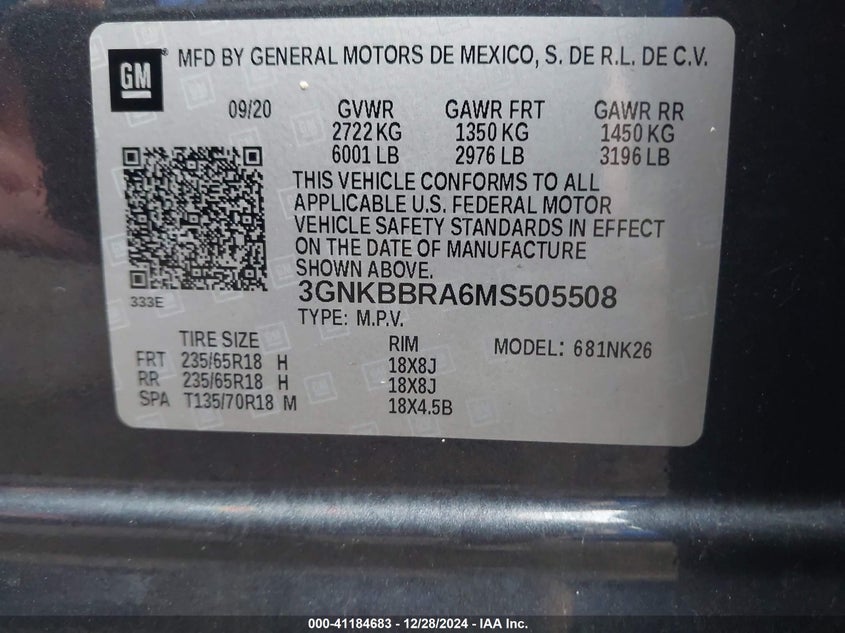 GM
MFD BY GENERAL MOTORS DE MEXICO, S. DE R.L. DE C.V.
09/20 GVWR GAWR FRT GAWR RR
2722 KG 1350 KG 1450 KG
6001 LB 2976 LB 3196 LB
THIS VEHICLE CONFORMS TO ALL
APPLICABLE U.S. FEDERAL MOTOR
VEHICLE SAFETY STANDARDS IN EFFECT
ON THE DATE OF MANUFACTURE
SHOWN ABOVE.
333E
3GNKBBRA6MS505508
TYPE: M.P.V.
TIRE SIZE RIM MODEL: 681NK26
FRT 235/65R18 H 18X8J
RR 235/65R18 H 18X8J
SPA T135/70R18 M 18X4.5B
000-41184683 - 12/28/2024 - IAA Inc.